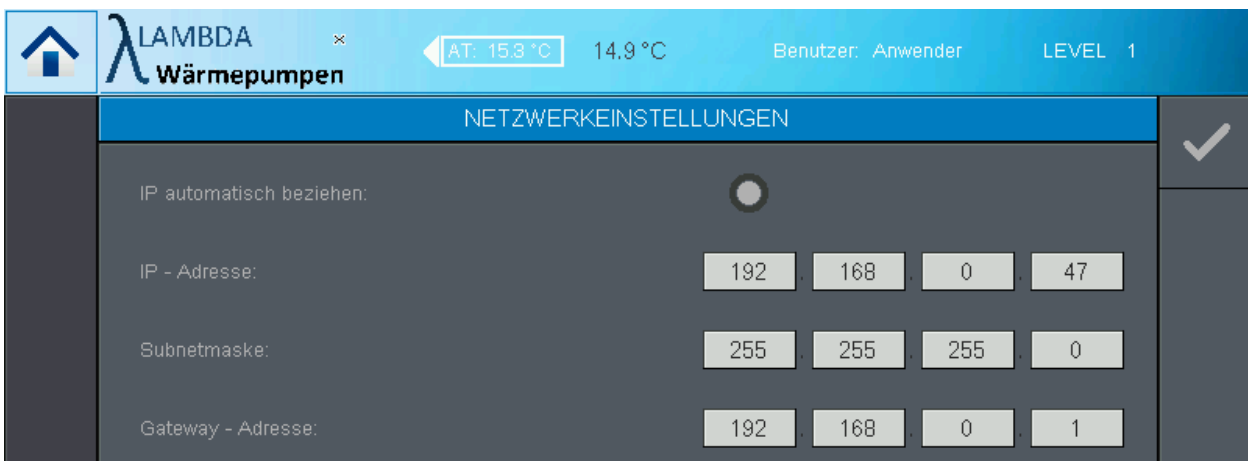 λ LAMBDA
Wärmepumpen
AT: 15.3 °C 14.9 °C Benutzer: Anwender LEVEL 1
NETZWERKEINSTELLUNGEN
IP automatisch beziehen:
IP - Adresse: 192 . 168 . 0 . 47
Subnetmaske: 255 . 255 . 255 . 0
Gateway - Adresse: 192 . 168 . 0 . 1